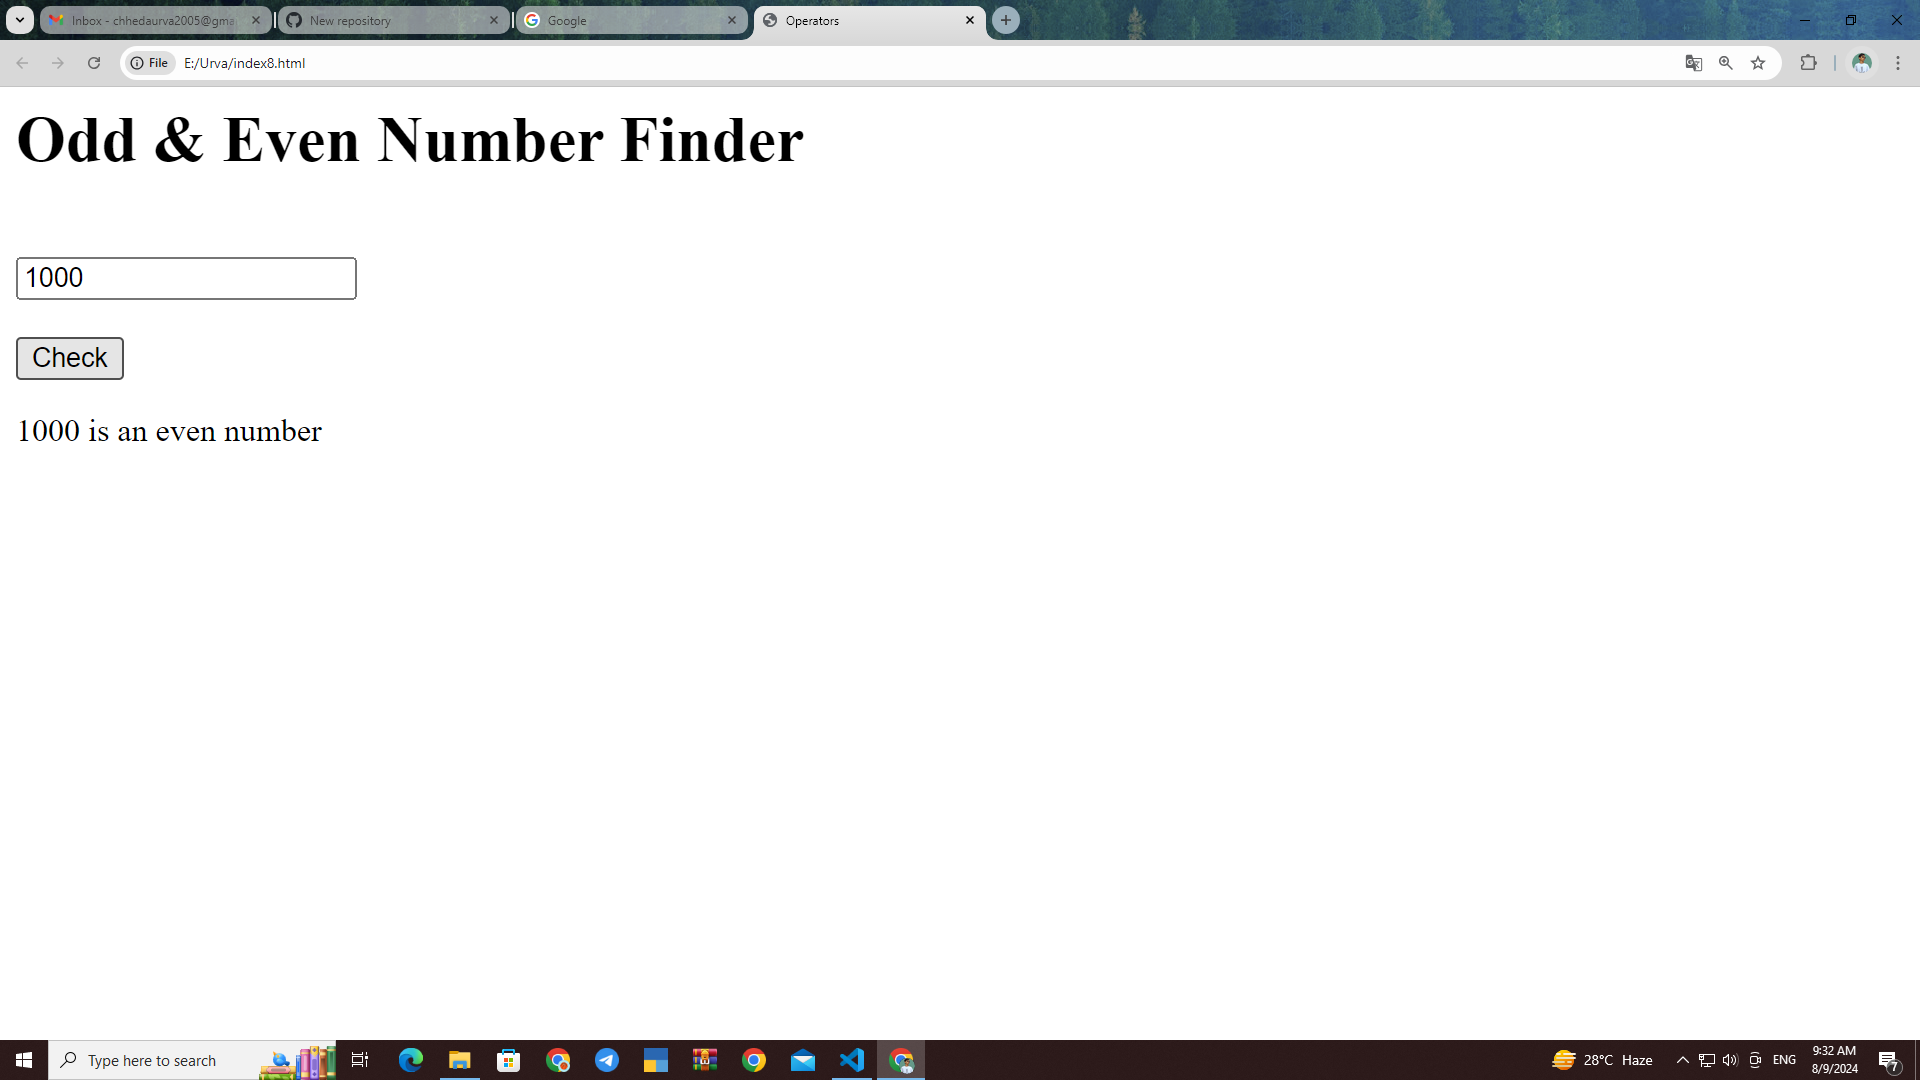 Inbox - chhedaurva2005@gma
New repository
Google
Operators
File
E:/Urva/index8.html
Odd & Even Number Finder
1000
Check
1000 is an even number
Type here to search
28°C Haze
ENG
9:32 AM
8/9/2024
7